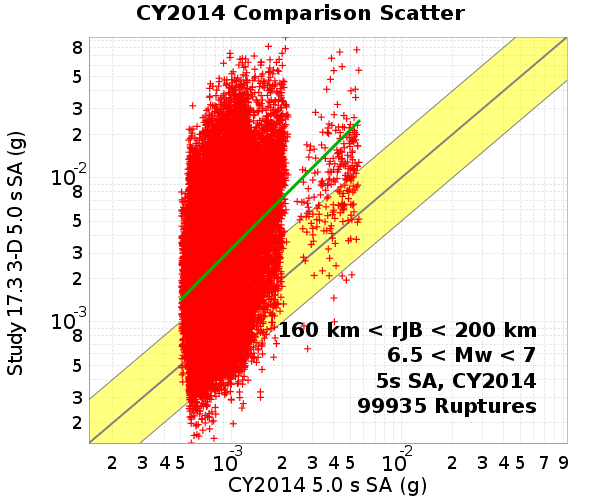 CY2014 Comparison Scatter
8
5
3
2
10-2
8
5
3
2
10-3
8
5
3
2
Study 17.3 3-D 5.0 s SA (g)
160 km < rJB < 200 km
6.5 < Mw < 7
5s SA, CY2014
99935 Ruptures
2 3 4 5 10-3 2 3 4 5 10-2 2 3 4 5 7 9
CY2014 5.0 s SA (g)